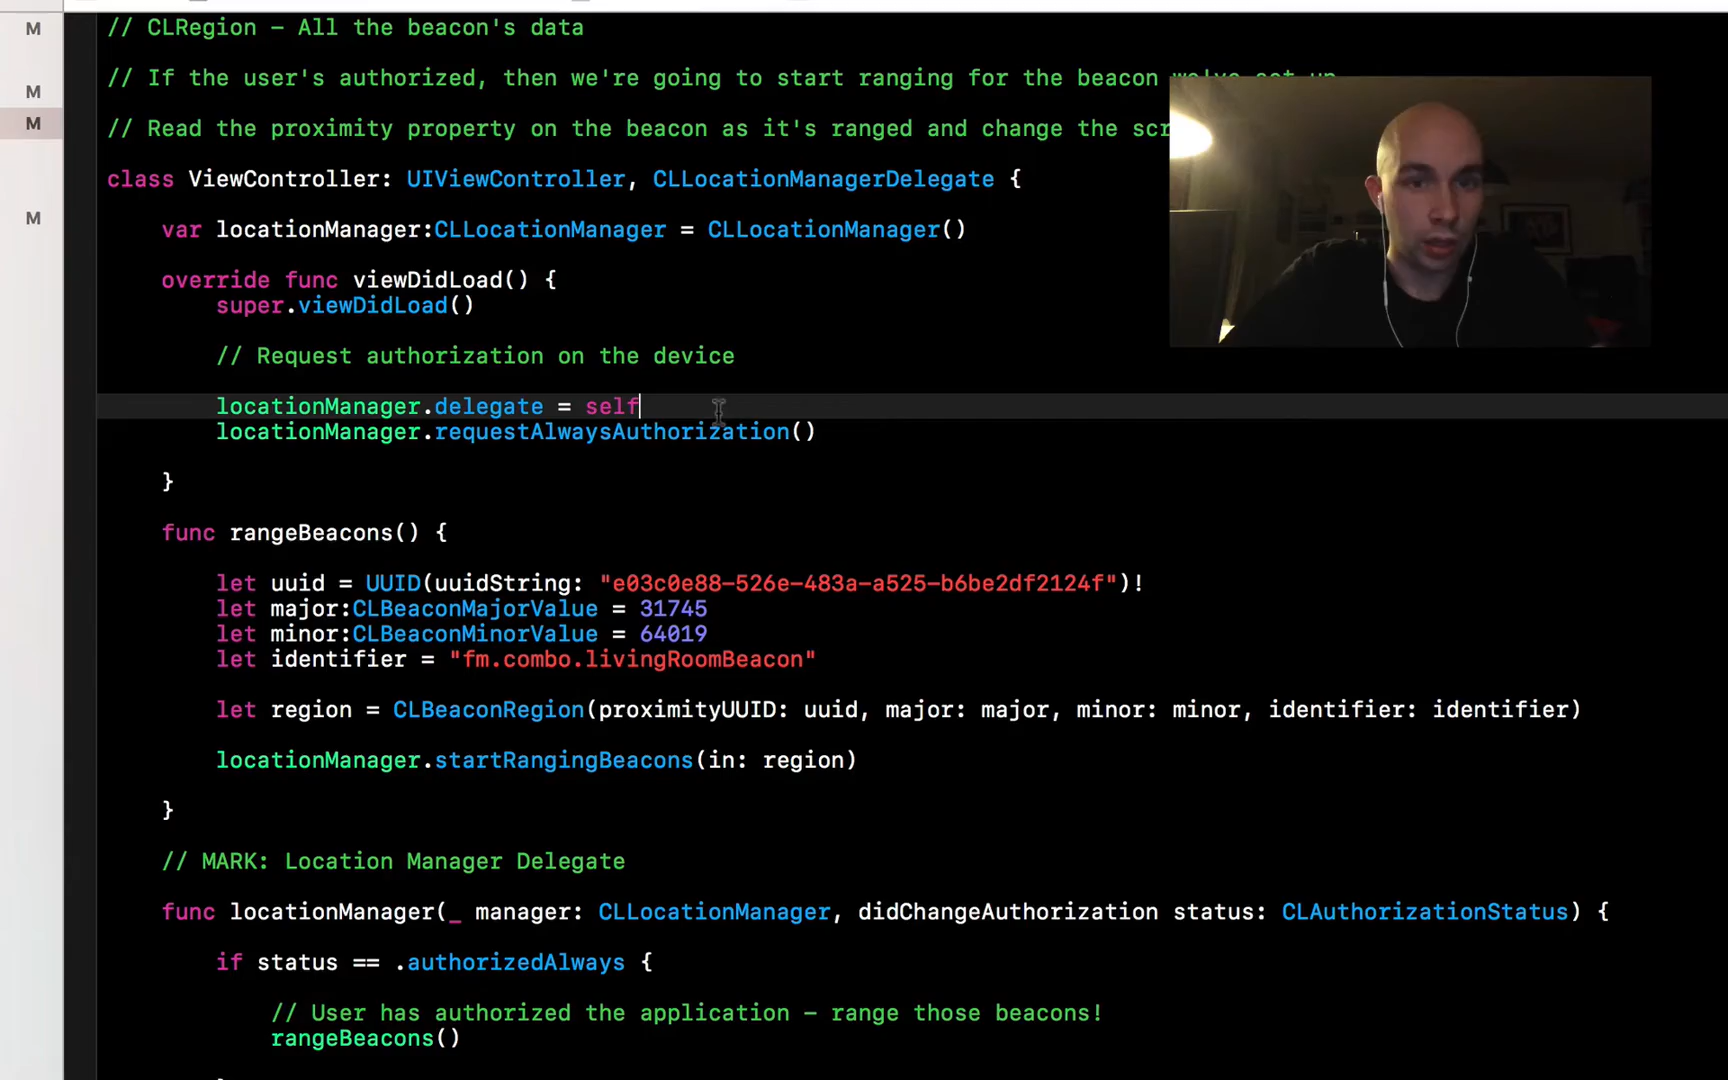 M
// CLRegion – All the beacon's data
// If the user's authorized, then we're going to start ranging for the beacon we've set up
M
M
// Read the proximity property on the beacon as it's ranged and change the scr
class ViewController: UIViewController, CLLocationManagerDelegate {
M
var locationManager:CLLocationManager = CLLocationManager()
override func viewDidLoad() {
super.viewDidLoad()
// Request authorization on the device
locationManager.delegate = self
locationManager.requestAlwaysAuthorization()
}
func rangeBeacons() {
let uuid = UUID(uuidString: "e03c0e88-526e-483a-a525-b6be2df2124f")!
let major:CLBeaconMajorValue = 31745
let minor:CLBeaconMinorValue = 64019
let identifier = "fm.combo.livingRoomBeacon"
let region = CLBeaconRegion(proximityUUID: uuid, major: major, minor: minor, identifier: identifier)
locationManager.startRangingBeacons(in: region)
}
// MARK: Location Manager Delegate
func locationManager(_ manager: CLLocationManager, didChangeAuthorization status: CLAuthorizationStatus) {
if status == .authorizedAlways {
// User has authorized the application – range those beacons!
rangeBeacons()